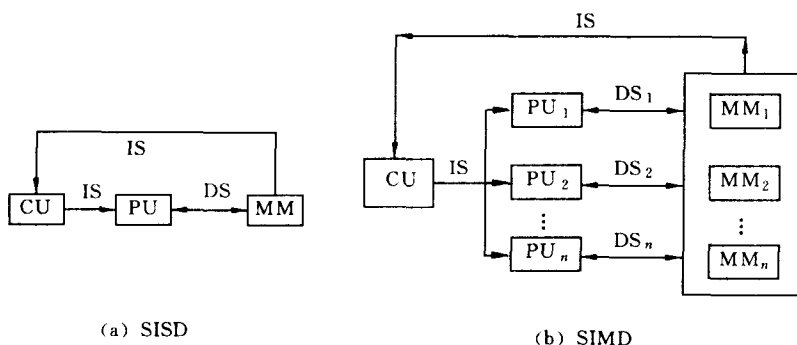 IS
CU
IS
PU
DS
MM
(a) SISD
IS
CU
IS
PU₁
DS₁
MM₁
PU₂
DS₂
MM₂
⋮
⋮
PUₙ
DSₙ
MMₙ
(b) SIMD